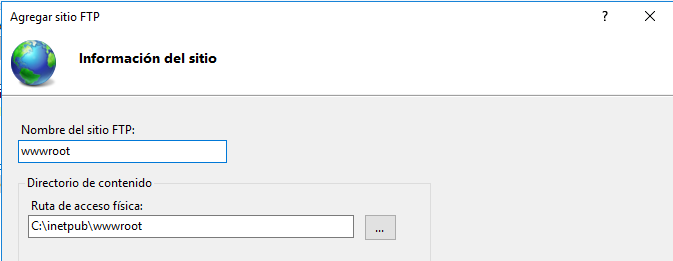 Agregar sitio FTP
Información del sitio
Nombre del sitio FTP:
wwwroot
Directorio de contenido
Ruta de acceso física:
C:\inetpub\wwwroot
...